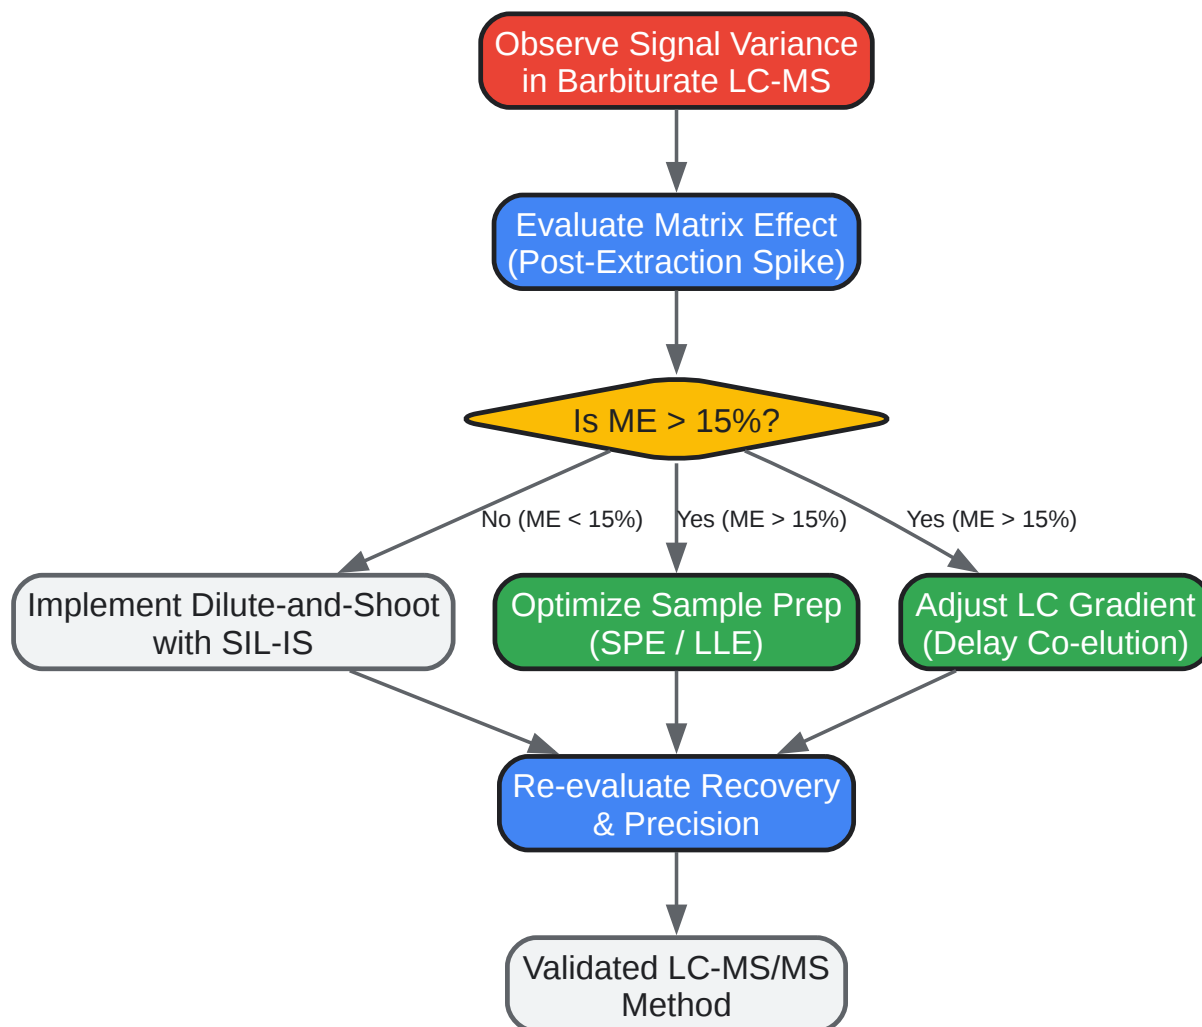 Observe Signal Variance
in Barbiturate LC-MS
Evaluate Matrix Effect
(Post-Extraction Spike)
Is ME > 15%?
No (ME < 15%)
Yes (ME > 15%)
Yes (ME > 15%)
Implement Dilute-and-Shoot
with SIL-IS
Optimize Sample Prep
(SPE / LLE)
Adjust LC Gradient
(Delay Co-elution)
Re-evaluate Recovery
& Precision
Validated LC-MS/MS
Method